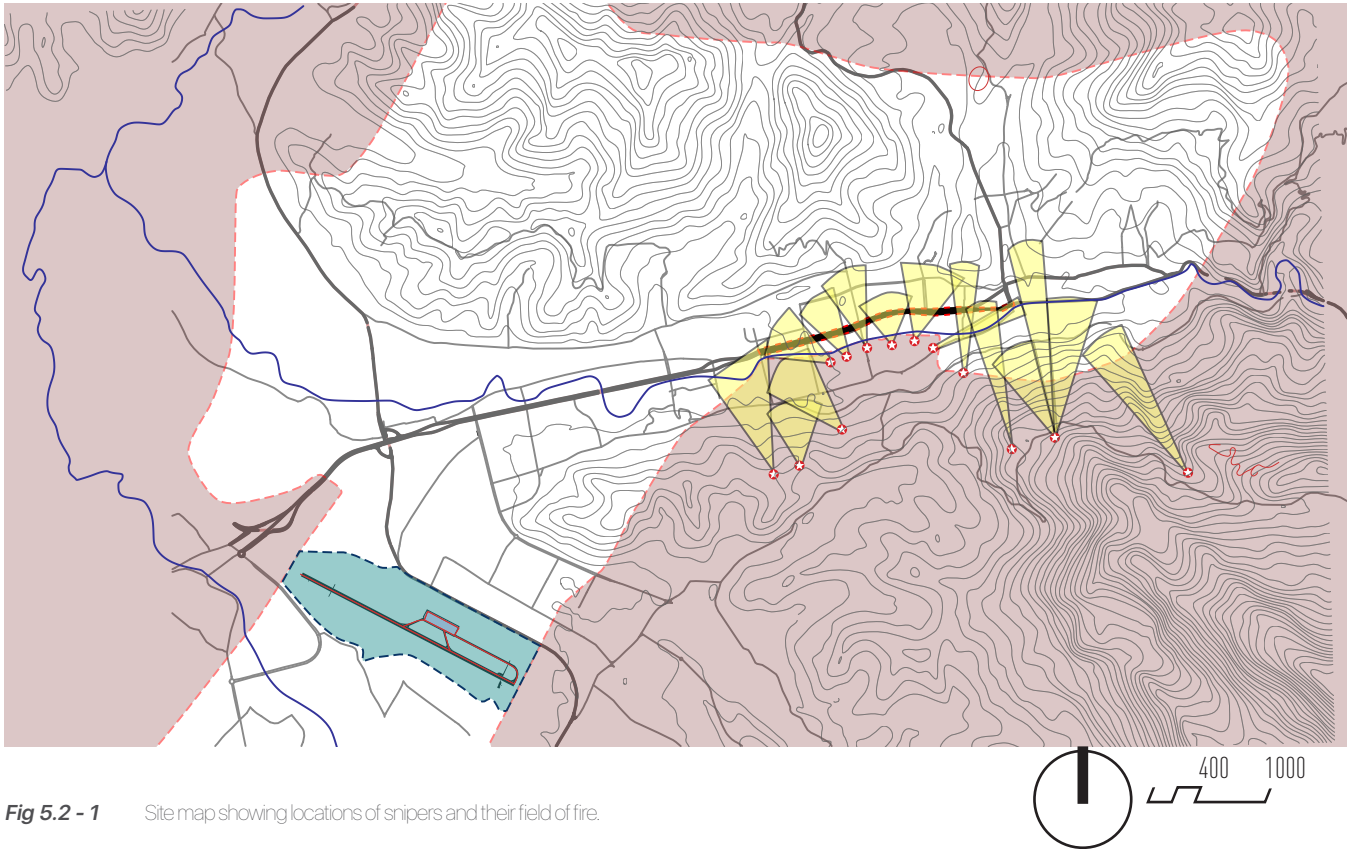 400 1000
Fig 5.2 - 1 Site map showing locations of snipers and their field of fire.